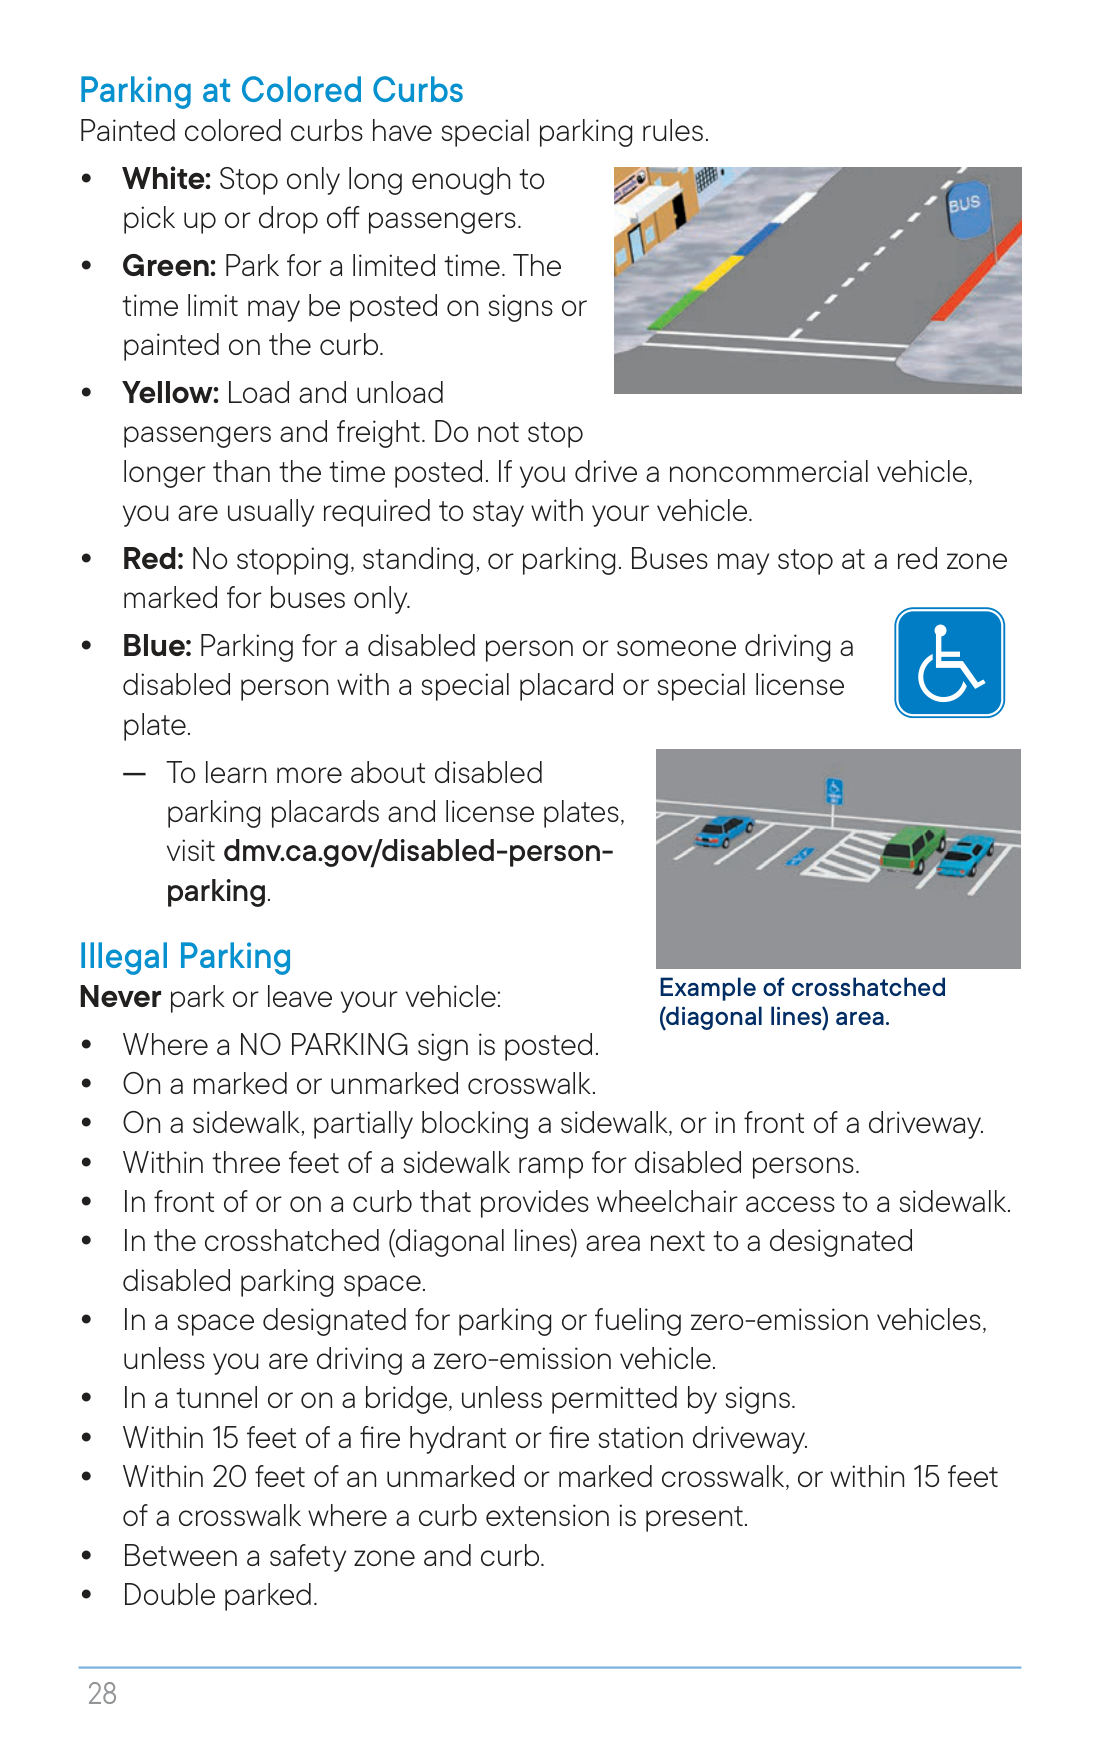 Parking at Colored Curbs
Painted colored curbs have special parking rules.
• White: Stop only long enough to
pick up or drop off passengers.
• Green: Park for a limited time. The
time limit may be posted on signs or
painted on the curb.
BUS
• Yellow: Load and unload
passengers and freight. Do not stop
longer than the time posted. If you drive a noncommercial vehicle,
you are usually required to stay with your vehicle.
• Red: No stopping, standing, or parking. Buses may stop at a red zone
marked for buses only.
• Blue: Parking for a disabled person or someone driving a
disabled person with a special placard or special license
plate.
— To learn more about disabled
parking placards and license plates,
visit dmv.ca.gov/disabled-person-
parking.
Example of crosshatched
(diagonal lines) area.
Illegal Parking
Never park or leave your vehicle:
• Where a NO PARKING sign is posted.
• On a marked or unmarked crosswalk.
• On a sidewalk, partially blocking a sidewalk, or in front of a driveway.
• Within three feet of a sidewalk ramp for disabled persons.
• In front of or on a curb that provides wheelchair access to a sidewalk.
• In the crosshatched (diagonal lines) area next to a designated
disabled parking space.
• In a space designated for parking or fueling zero-emission vehicles,
unless you are driving a zero-emission vehicle.
• In a tunnel or on a bridge, unless permitted by signs.
• Within 15 feet of a fire hydrant or fire station driveway.
• Within 20 feet of an unmarked or marked crosswalk, or within 15 feet
of a crosswalk where a curb extension is present.
• Between a safety zone and curb.
• Double parked.
28